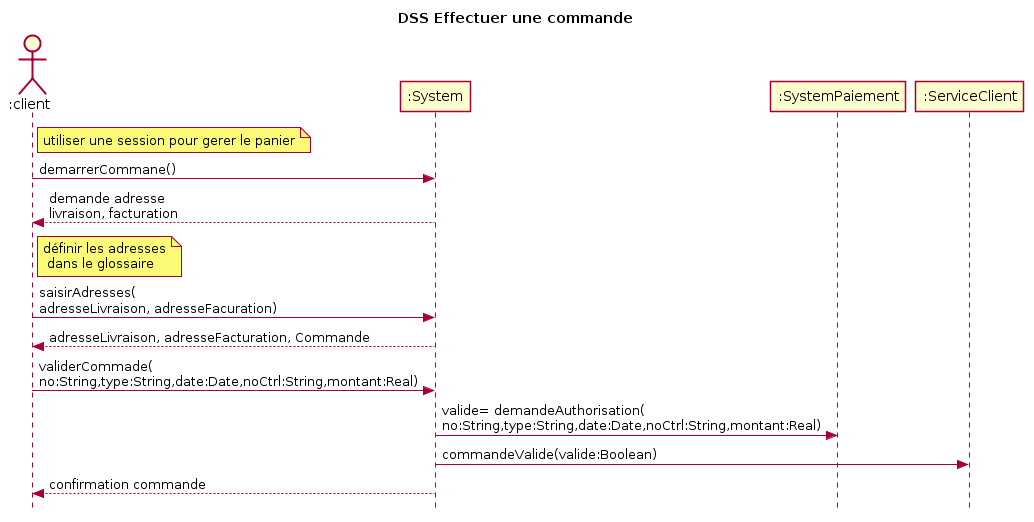 DSS Effectuer une commande
:client
:System
:SystemPaiement
:ServiceClient
utiliser une session pour gerer le panier
demarrerCommane()
demande adresse
livraison, facturation
définir les adresses
dans le glossaire
saisirAdresses(
adresseLivraison, adresseFacuration)
adresseLivraison, adresseFacturation, Commande
validerCommade(
no:String,type:String,date:Date,noCtrl:String,montant:Real)
valide= demandeAuthorisation(
no:String,type:String,date:Date,noCtrl:String,montant:Real)
commandeValide(valide:Boolean)
confirmation commande